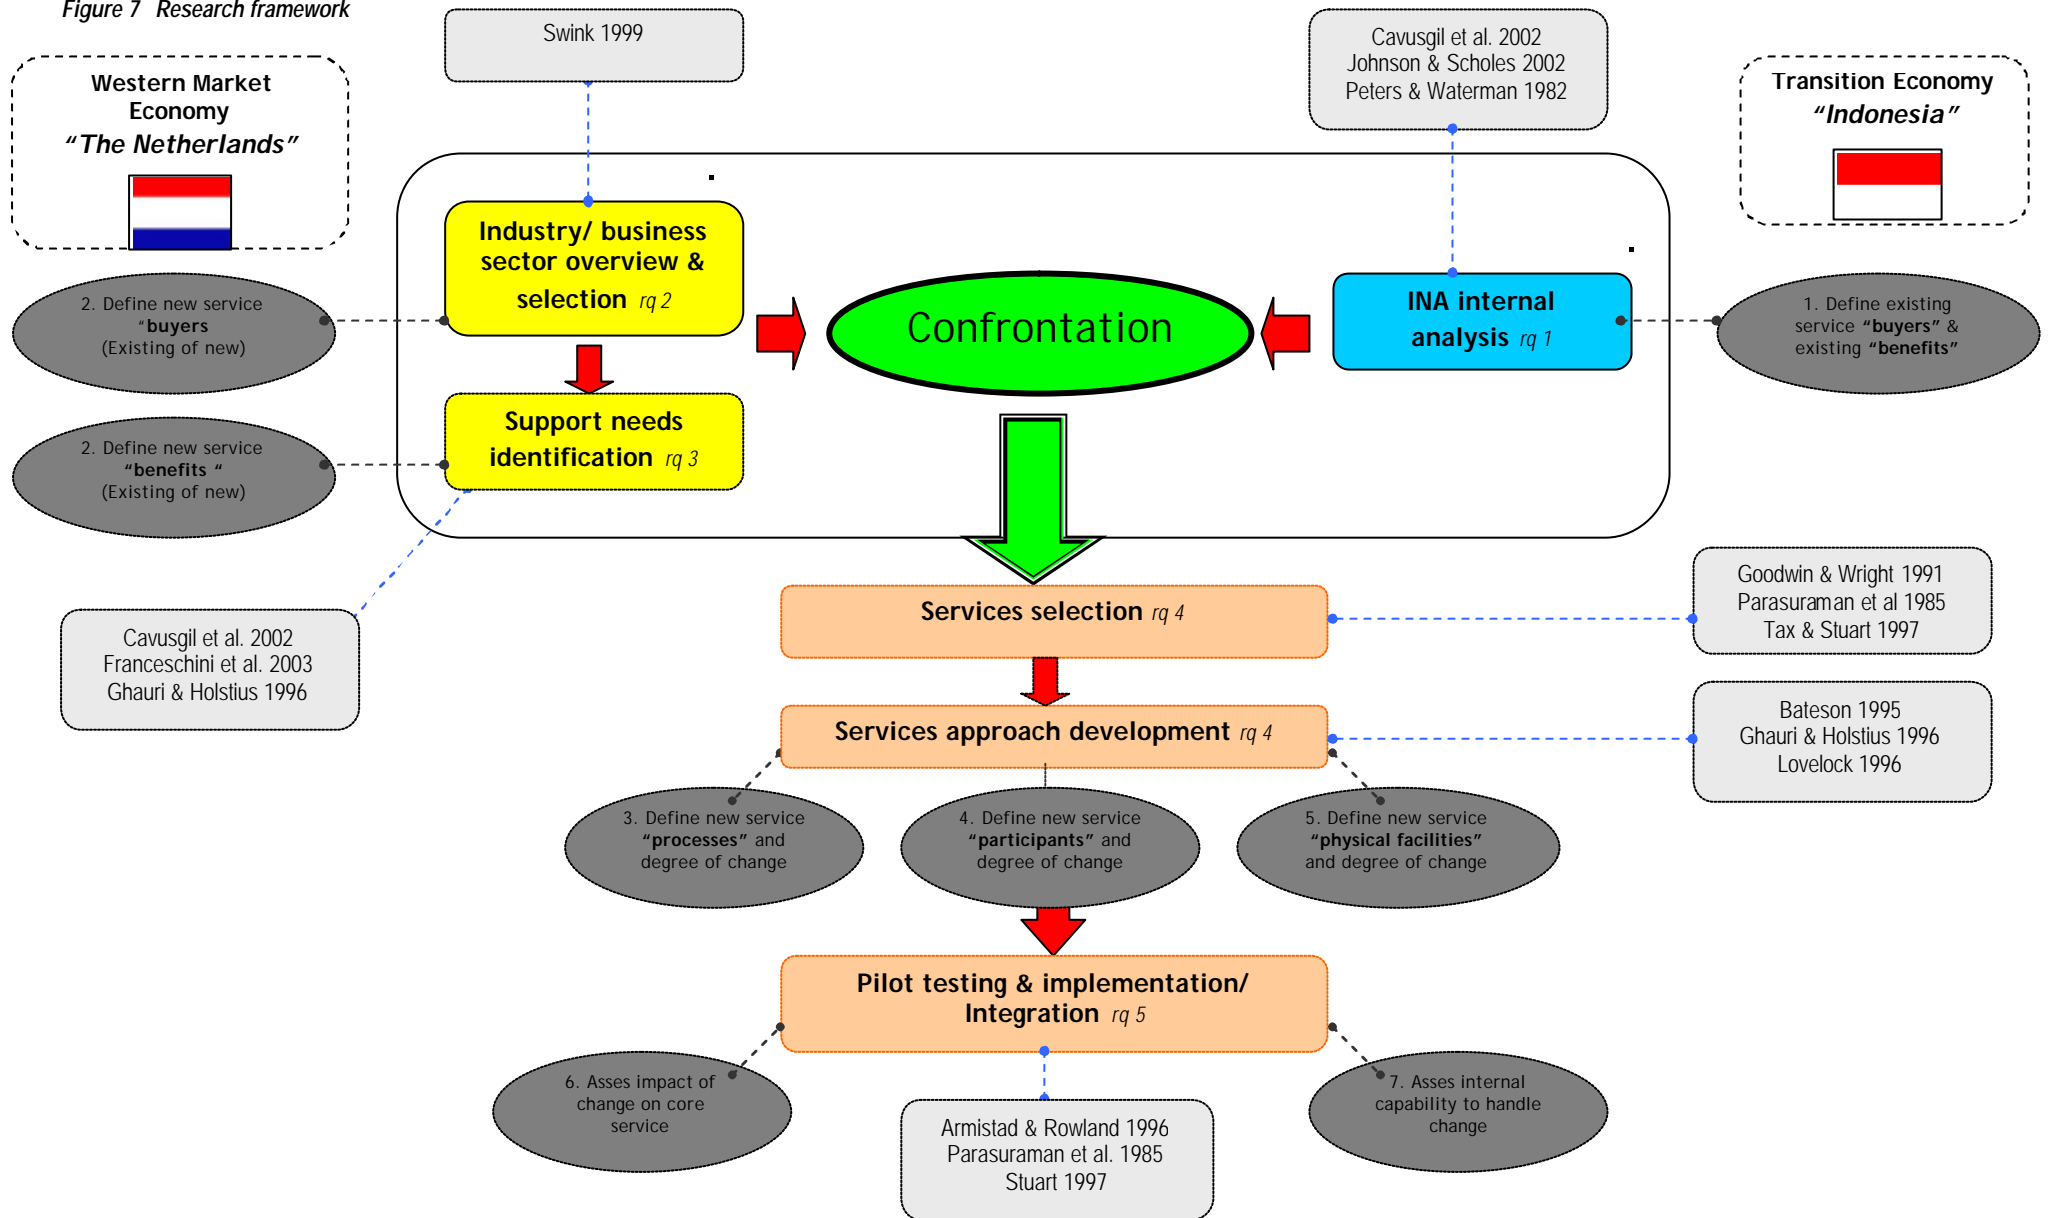 Figure 7 Research framework
Swink 1999
Cavusgil et al. 2002
Johnson & Scholes 2002
Peters & Waterman 1982
Western Market
Economy
“The Netherlands”
Transition Economy
“Indonesia”
Industry/ business
sector overview &
selection rq 2
Confrontation
INA internal
analysis rq 1
2. Define new service
“buyers
(Existing of new)
1. Define existing
service “buyers” &
existing “benefits”
Support needs
identification rq 3
2. Define new service
“benefits “
(Existing of new)
Cavusgil et al. 2002
Franceschini et al. 2003
Ghauri & Holstius 1996
Services selection rq 4
Goodwin & Wright 1991
Parasuraman et al 1985
Tax & Stuart 1997
Services approach development rq 4
Bateson 1995
Ghauri & Holstius 1996
Lovelock 1996
3. Define new service
“processes” and
degree of change
4. Define new service
“participants” and
degree of change
5. Define new service
“physical facilities”
and degree of change
Pilot testing & implementation/
Integration rq 5
6. Asses impact of
change on core
service
7. Asses internal
capability to handle
change
Armistad & Rowland 1996
Parasuraman et al. 1985
Stuart 1997